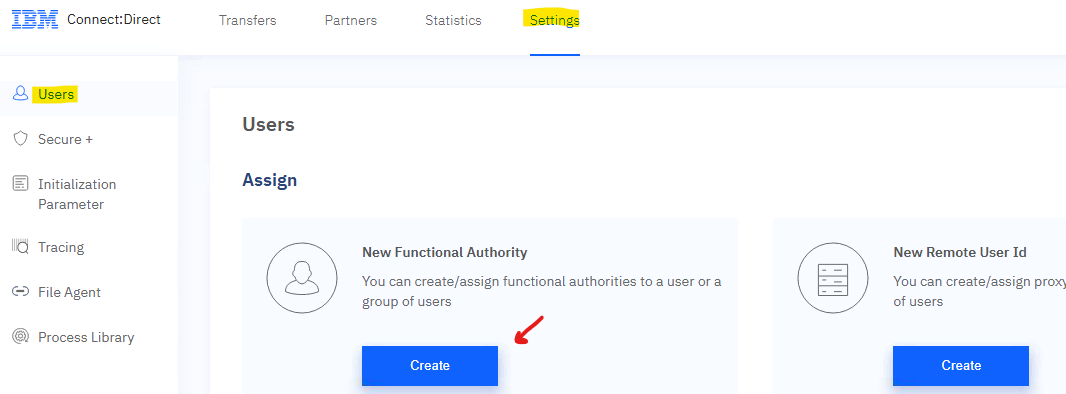 IBM Connect:Direct Transfers Partners Statistics Settings
Users
Secure +
Initialization
Parameter
Tracing
File Agent
Process Library
Users
Assign
New Functional Authority
You can create/assign functional authorities to a user or a
group of users
Create
New Remote User Id
You can create/assign proxy
of users
Create